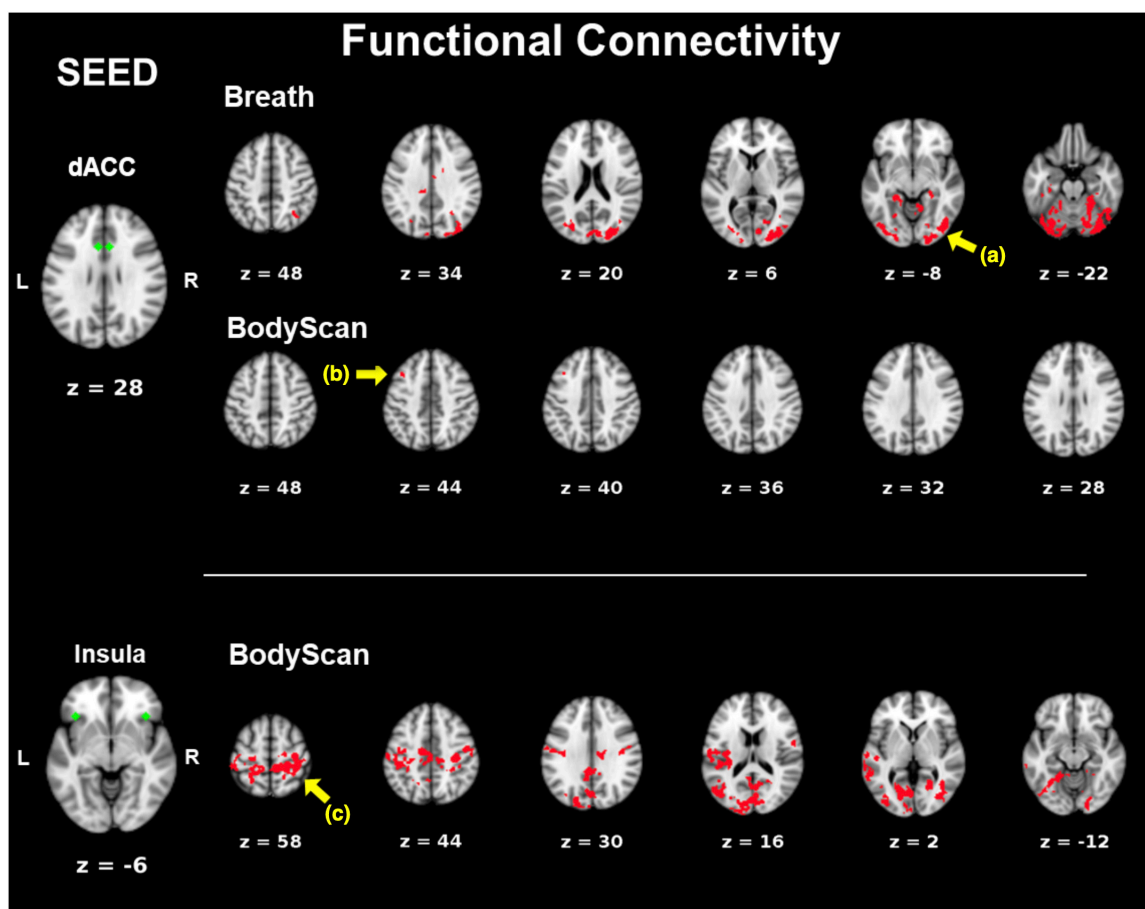 Functional Connectivity
SEED
Breath
dACC
L
R
z = 28
z = 48
z = 34
z = 20
z = 6
z = -8
z = -22
(a)
BodyScan
(b)
z = 48
z = 44
z = 40
z = 36
z = 32
z = 28
Insula
BodyScan
L
R
z = -6
(c)
z = 58
z = 44
z = 30
z = 16
z = 2
z = -12